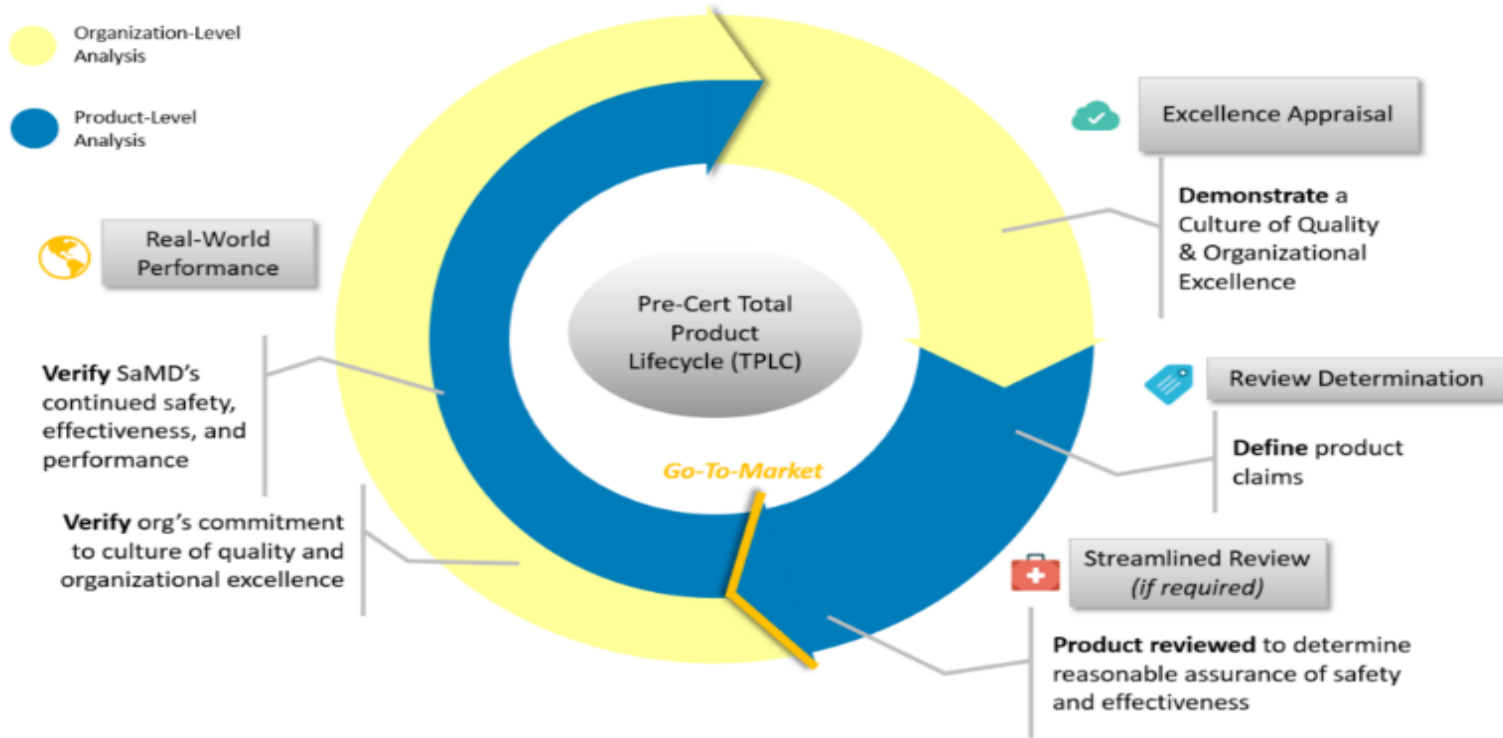 Organization-Level
Analysis
Product-Level
Analysis
Excellence Appraisal
Demonstrate a
Culture of Quality
& Organizational
Excellence
Real-World
Performance
Pre-Cert Total
Product
Lifecycle (TPLC)
Review Determination
Define product
claims
Verify SaMD's
continued safety,
effectiveness, and
performance
Go-To-Market
Verify org's commitment
to culture of quality and
organizational excellence
Streamlined Review
(if required)
Product reviewed to determine
reasonable assurance of safety
and effectiveness